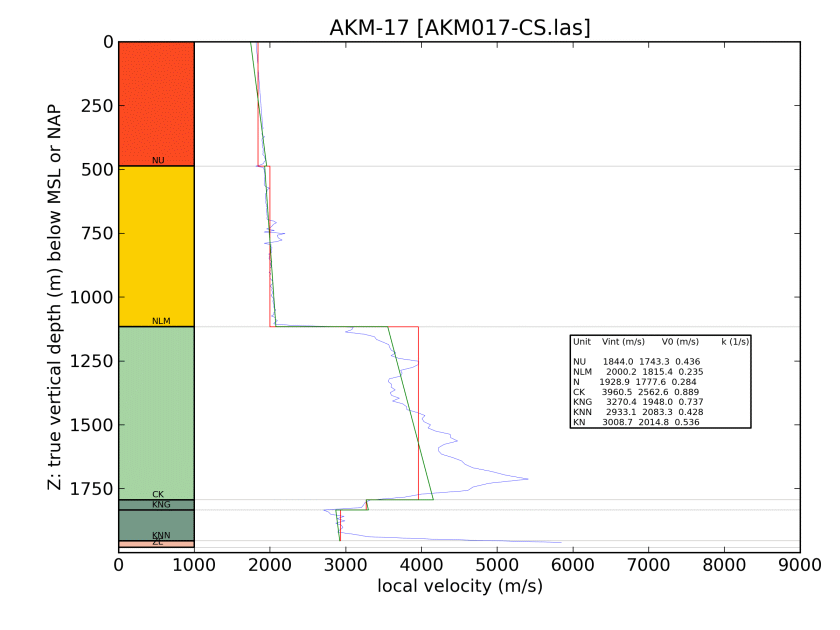 AKM-17 [AKM017-CS.las]
0
250
500
750
1000
1250
1500
1750
Z: true vertical depth (m) below MSL or NAP
NU
NLM
CK
KNG
KNN
ZL
Unit Vint (m/s) V0 (m/s) k (1/s)
NU 1844.0 1743.3 0.436
NLM 2000.2 1815.4 0.235
N 1928.9 1777.6 0.284
CK 3960.5 2562.6 0.889
KNG 3270.4 1948.0 0.737
KNN 2933.1 2083.3 0.428
KN 3008.7 2014.8 0.536
0 1000 2000 3000 4000 5000 6000 7000 8000 9000
local velocity (m/s)